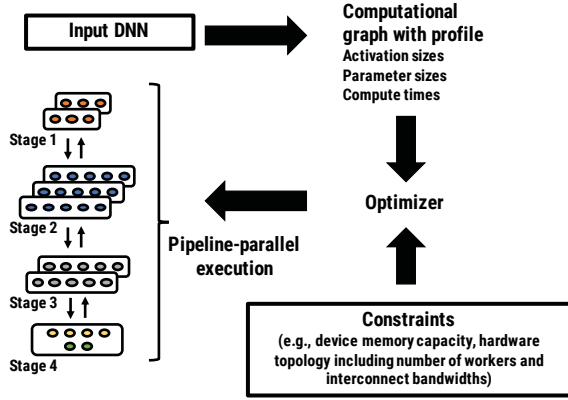 Input DNN
Computational
graph with profile
Activation sizes
Parameter sizes
Compute times
Optimizer
Constraints
(e.g., device memory capacity, hardware
topology including number of workers and
interconnect bandwidths)
Pipeline-parallel
execution
Stage 1
Stage 2
Stage 3
Stage 4